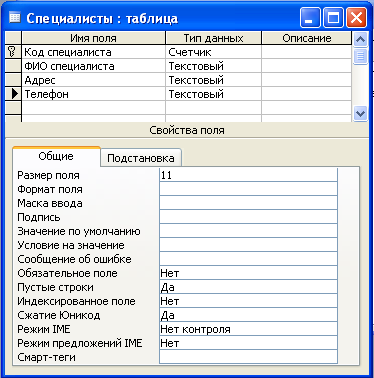 Специалисты : таблица
Имя поля Тип данных Описание
Код специалиста Счетчик
ФИО специалиста Текстовый
Адрес Текстовый
Телефон Текстовый
Свойства поля
Общие Подстановка
Размер поля 11
Формат поля
Маска ввода
Подпись
Значение по умолчанию
Условие на значение
Сообщение об ошибке
Обязательное поле Нет
Пустые строки Да
Индексированное поле Нет
Сжатие Юникод Да
Режим IME Нет контроля
Режим предложений IME Нет
Смарт-теги